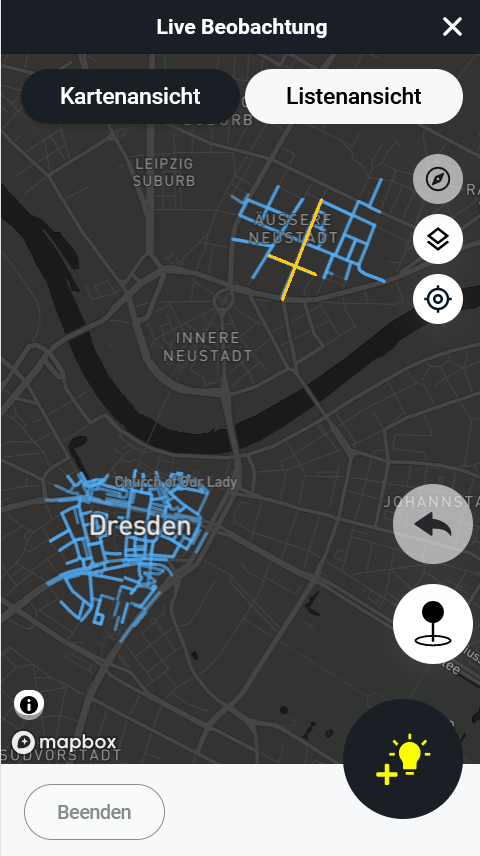 Live Beobachtung
Kartenansicht
Listenansicht
SUBURB
LEIPZIG
SUBURB
ÄUSSERE
NEUSTADT
INNERE
NEUSTADT
Church of Our Lady
Dresden
JOHANNSTA
mapbox
SÜDVORSTADT
Beenden